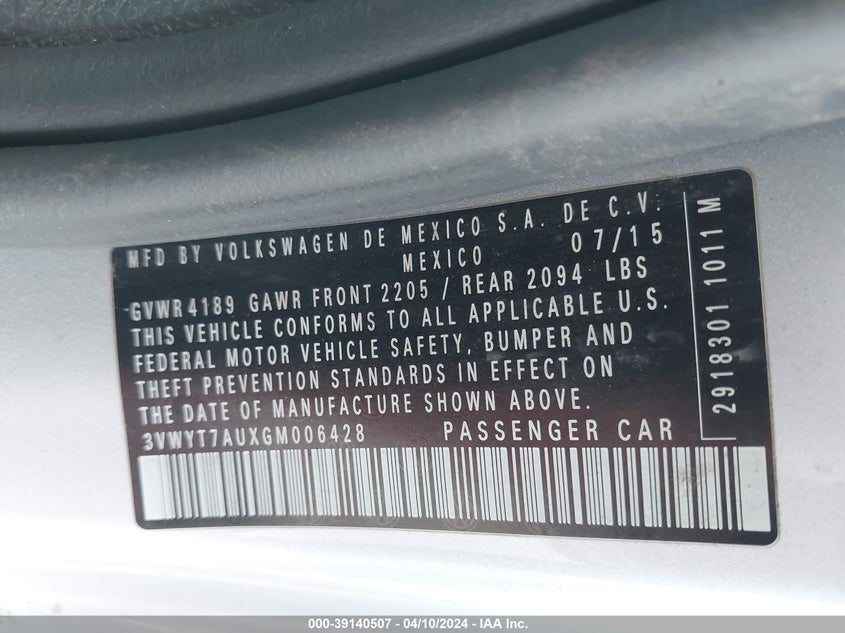 MFD BY VOLKSWAGEN DE MEXICO S.A. DE C.V.
MEXICO 07/15
GVWR 4189 GAWR FRONT 2205 / REAR 2094 LBS
THIS VEHICLE CONFORMS TO ALL APPLICABLE U.S.
FEDERAL MOTOR VEHICLE SAFETY, BUMPER AND
THEFT PREVENTION STANDARDS IN EFFECT ON
THE DATE OF MANUFACTURE SHOWN ABOVE.
3VWYT7AUXGM006428 PASSENGER CAR
2918301 1011 M
000-39140507 - 04/10/2024 - IAA Inc.